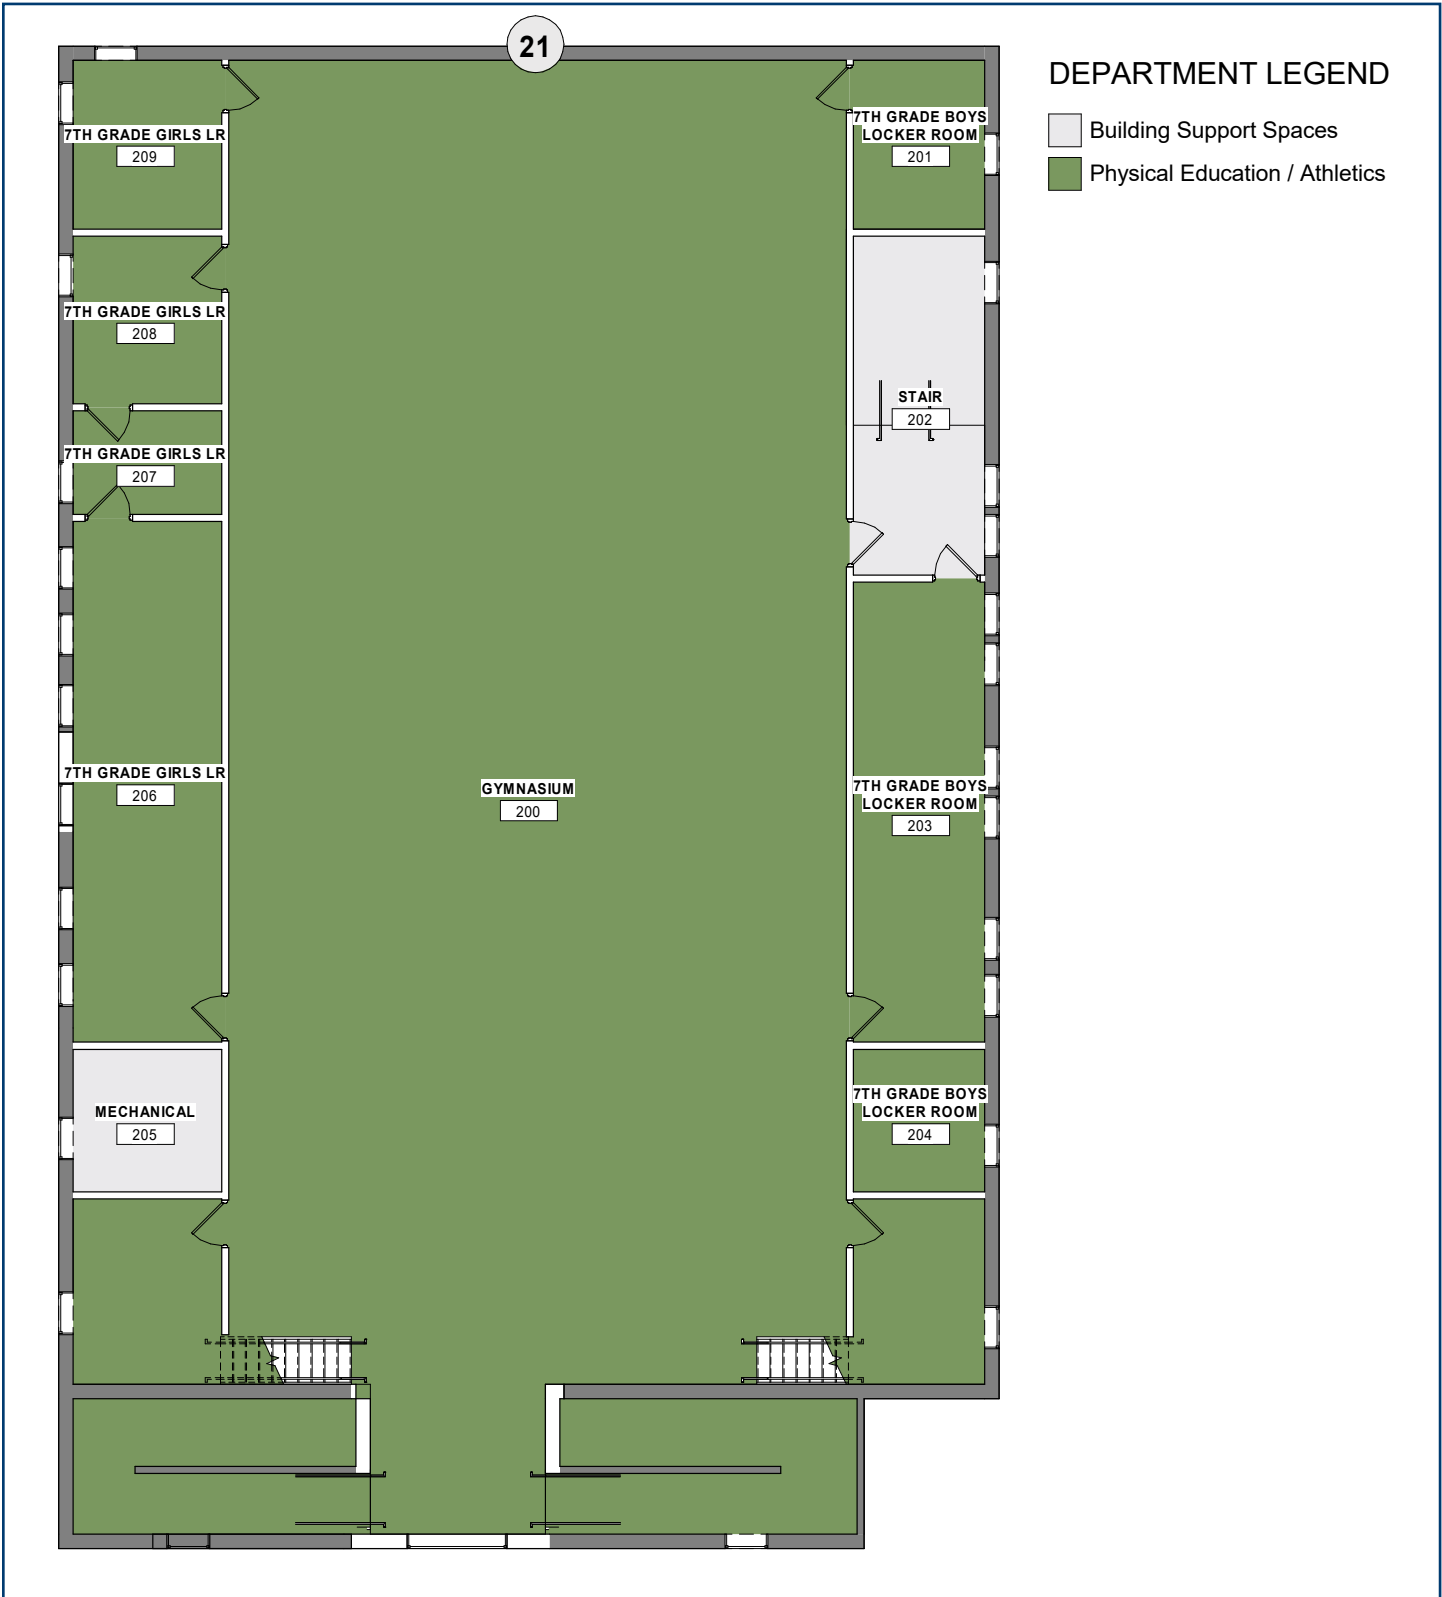 21
DEPARTMENT LEGEND
Building Support Spaces
Physical Education / Athletics
7TH GRADE GIRLS LR
209
7TH GRADE BOYS
LOCKER ROOM
201
7TH GRADE GIRLS LR
208
STAIR
202
7TH GRADE GIRLS LR
207
7TH GRADE GIRLS LR
206
GYMNASIUM
200
7TH GRADE BOYS
LOCKER ROOM
203
MECHANICAL
205
7TH GRADE BOYS
LOCKER ROOM
204